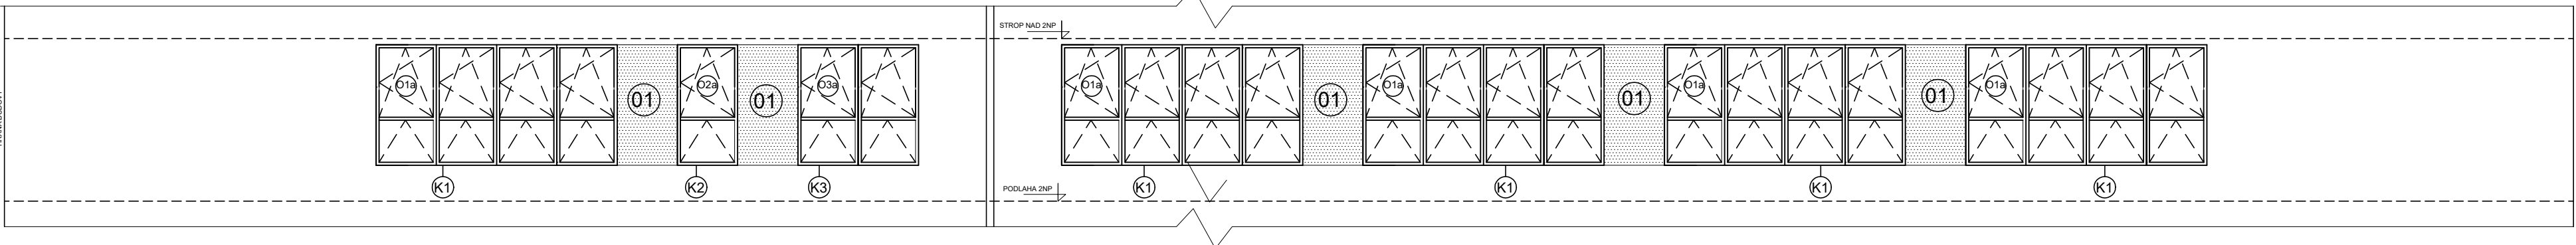 STROP NAD 2NP
O1a
01
O2a
01
O3a
O1a
01
O1a
01
O1a
01
O1a
K1
K2
K3
PODLAHA 2NP
K1
K1
K1
K1